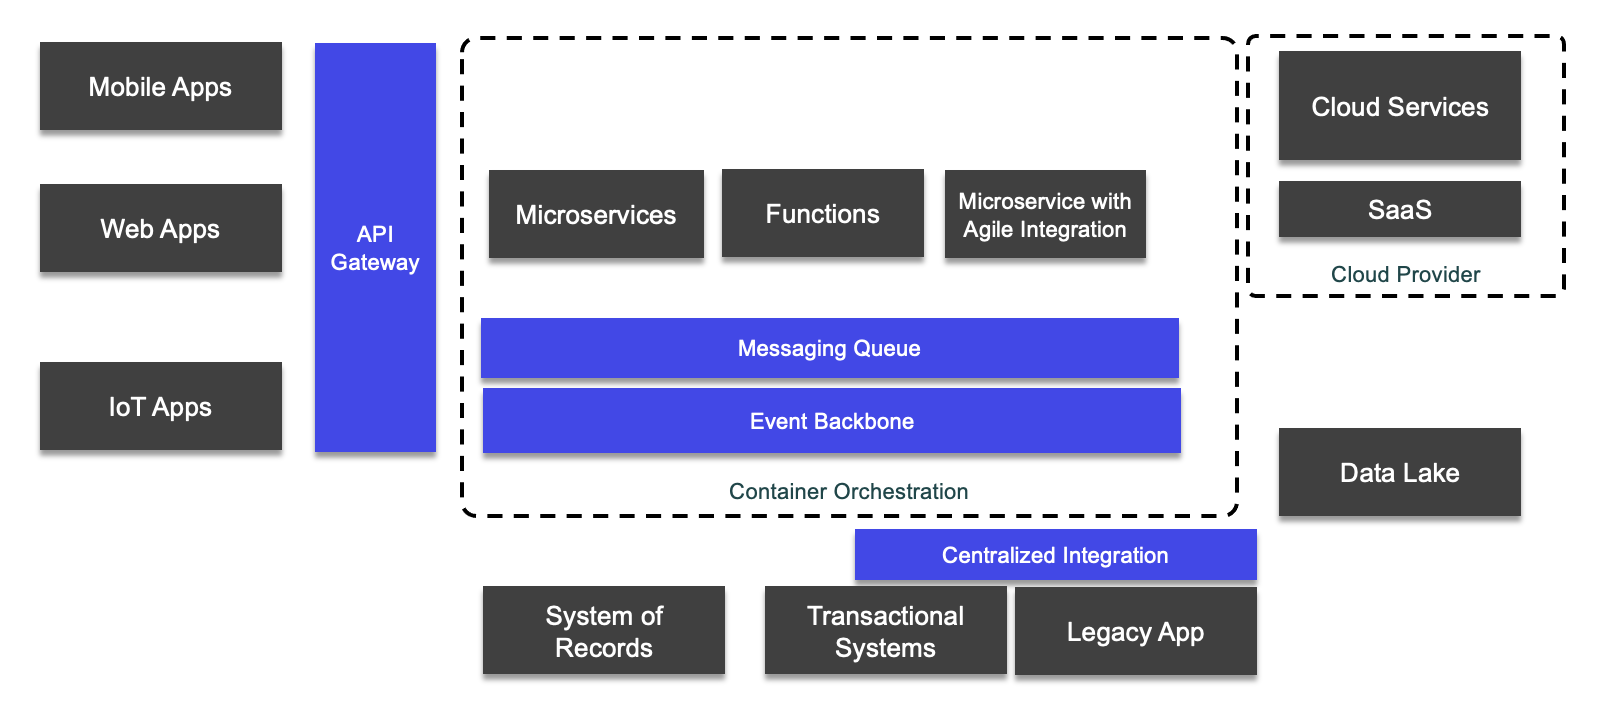 Mobile Apps
Web Apps
IoT Apps
API
Gateway
Microservices
Functions
Microservice with
Agile Integration
Messaging Queue
Event Backbone
Container Orchestration
Cloud Services
SaaS
Cloud Provider
Data Lake
Centralized Integration
System of
Records
Transactional
Systems
Legacy App